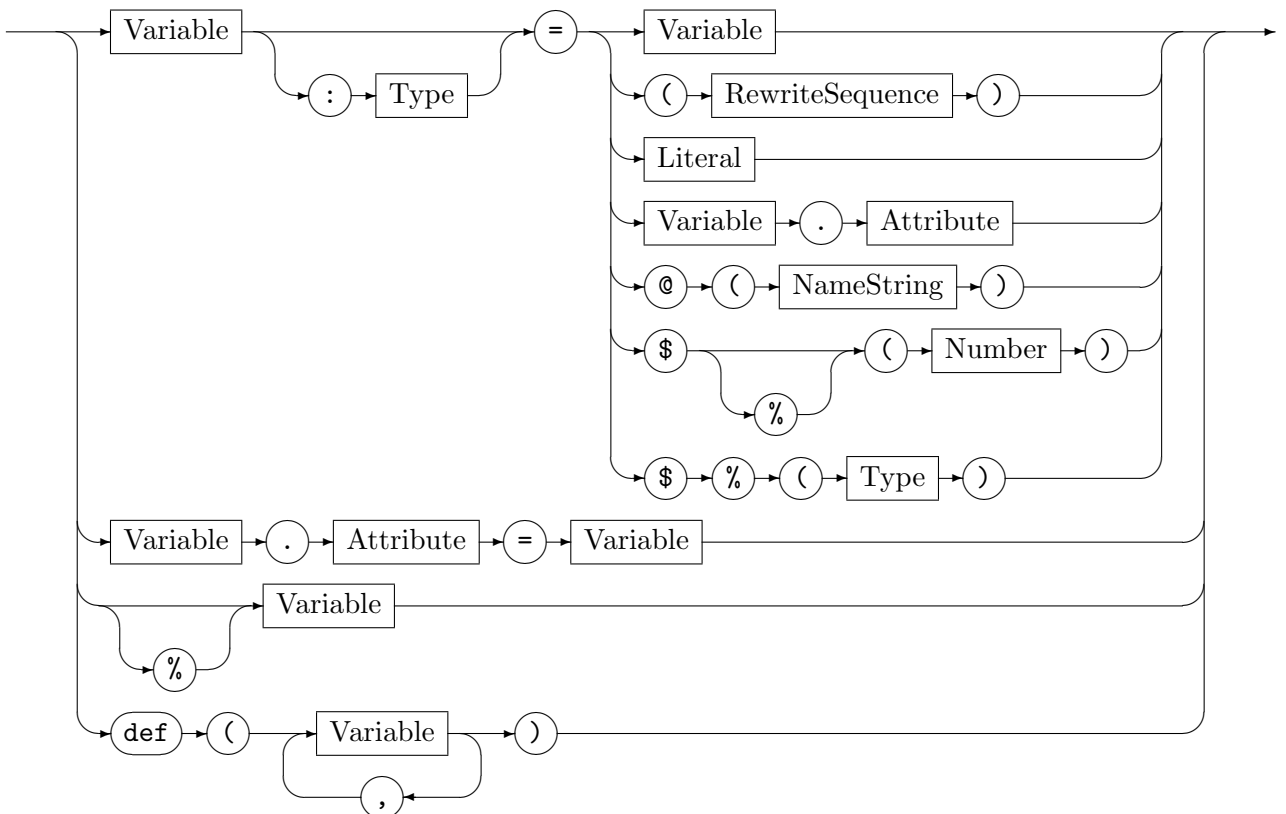 Variable = Variable
: Type ( RewriteSequence )
Literal
Variable . Attribute
@ ( NameString )
$ ( Number )
%
$ % ( Type )
Variable . Attribute = Variable
Variable
%
def ( Variable )
,